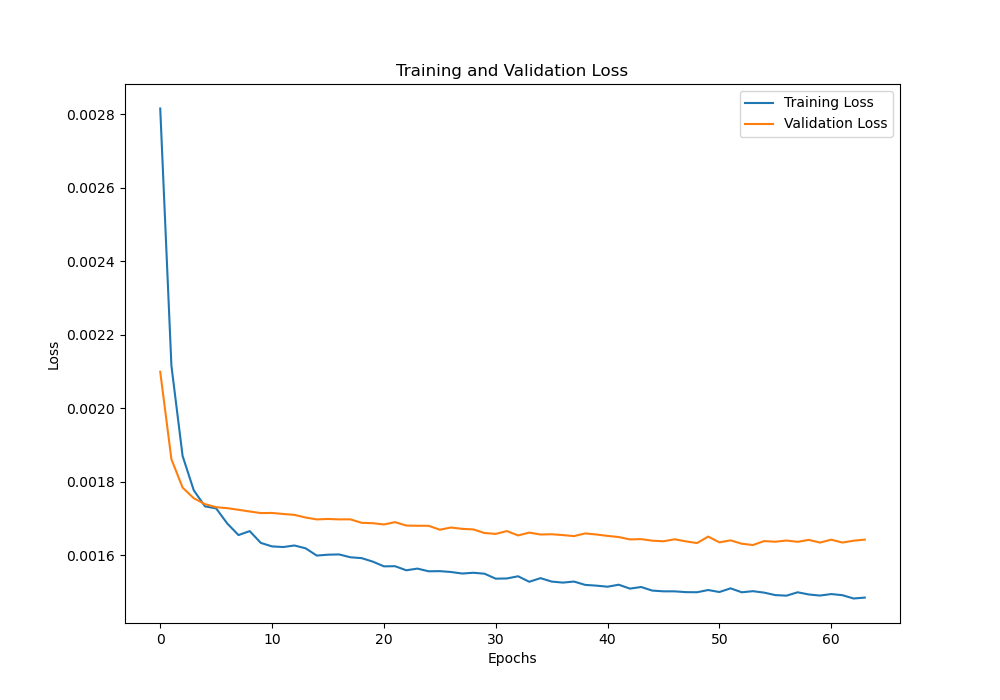 Training and Validation Loss
Training Loss
Validation Loss
0.0028
0.0026
0.0024
0.0022
0.0020
0.0018
0.0016
Loss
0 10 20 30 40 50 60
Epochs